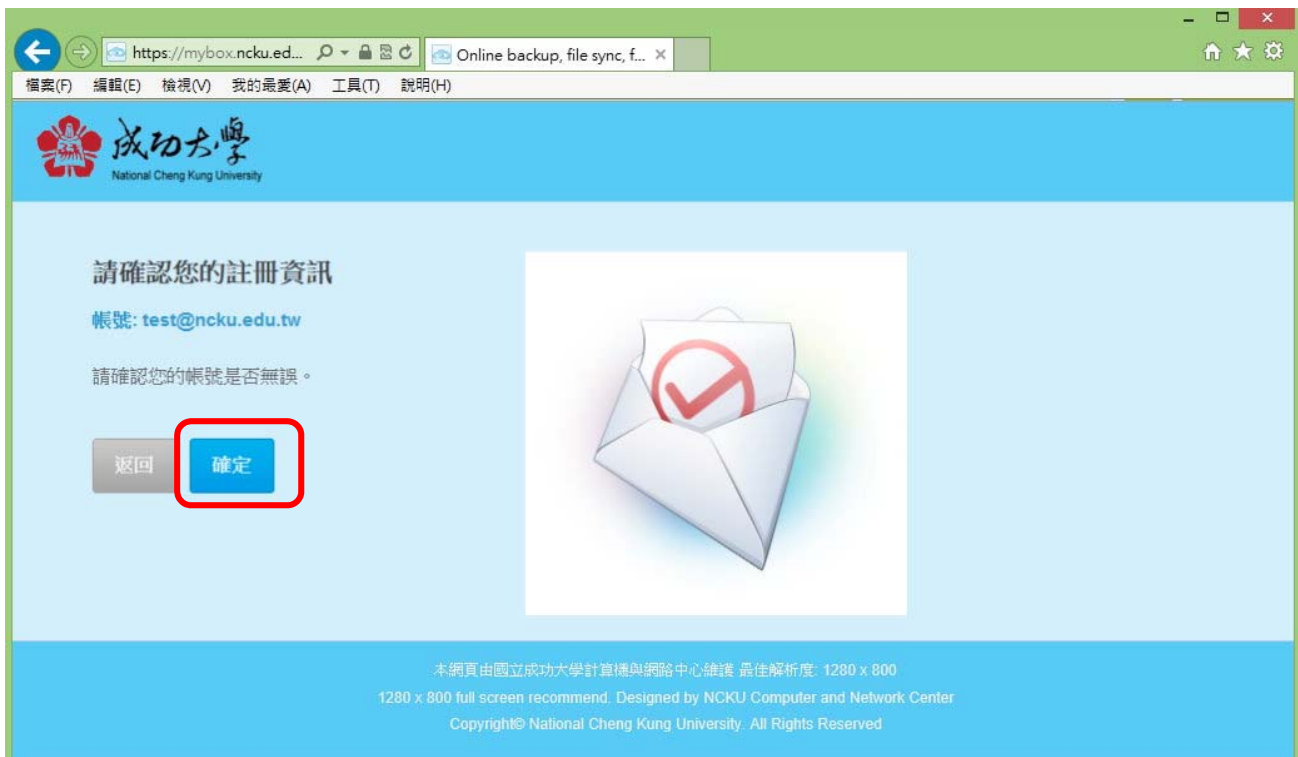 https://mybox.ncku.ed...
Online backup, file sync, f...
檔案(F) 編輯(E) 檢視(V) 我的最愛(A) 工具(T) 說明(H)
成功大學
National Cheng Kung University
請確認您的註冊資訊
帳號: test@ncku.edu.tw
請確認您的帳號是否無誤。
返回 確定
本網頁由國立成功大學計算機與網路中心維護 最佳解析度: 1280 x 800
1280 x 800 full screen recommend. Designed by NCKU Computer and Network Center
Copyright© National Cheng Kung University. All Rights Reserved